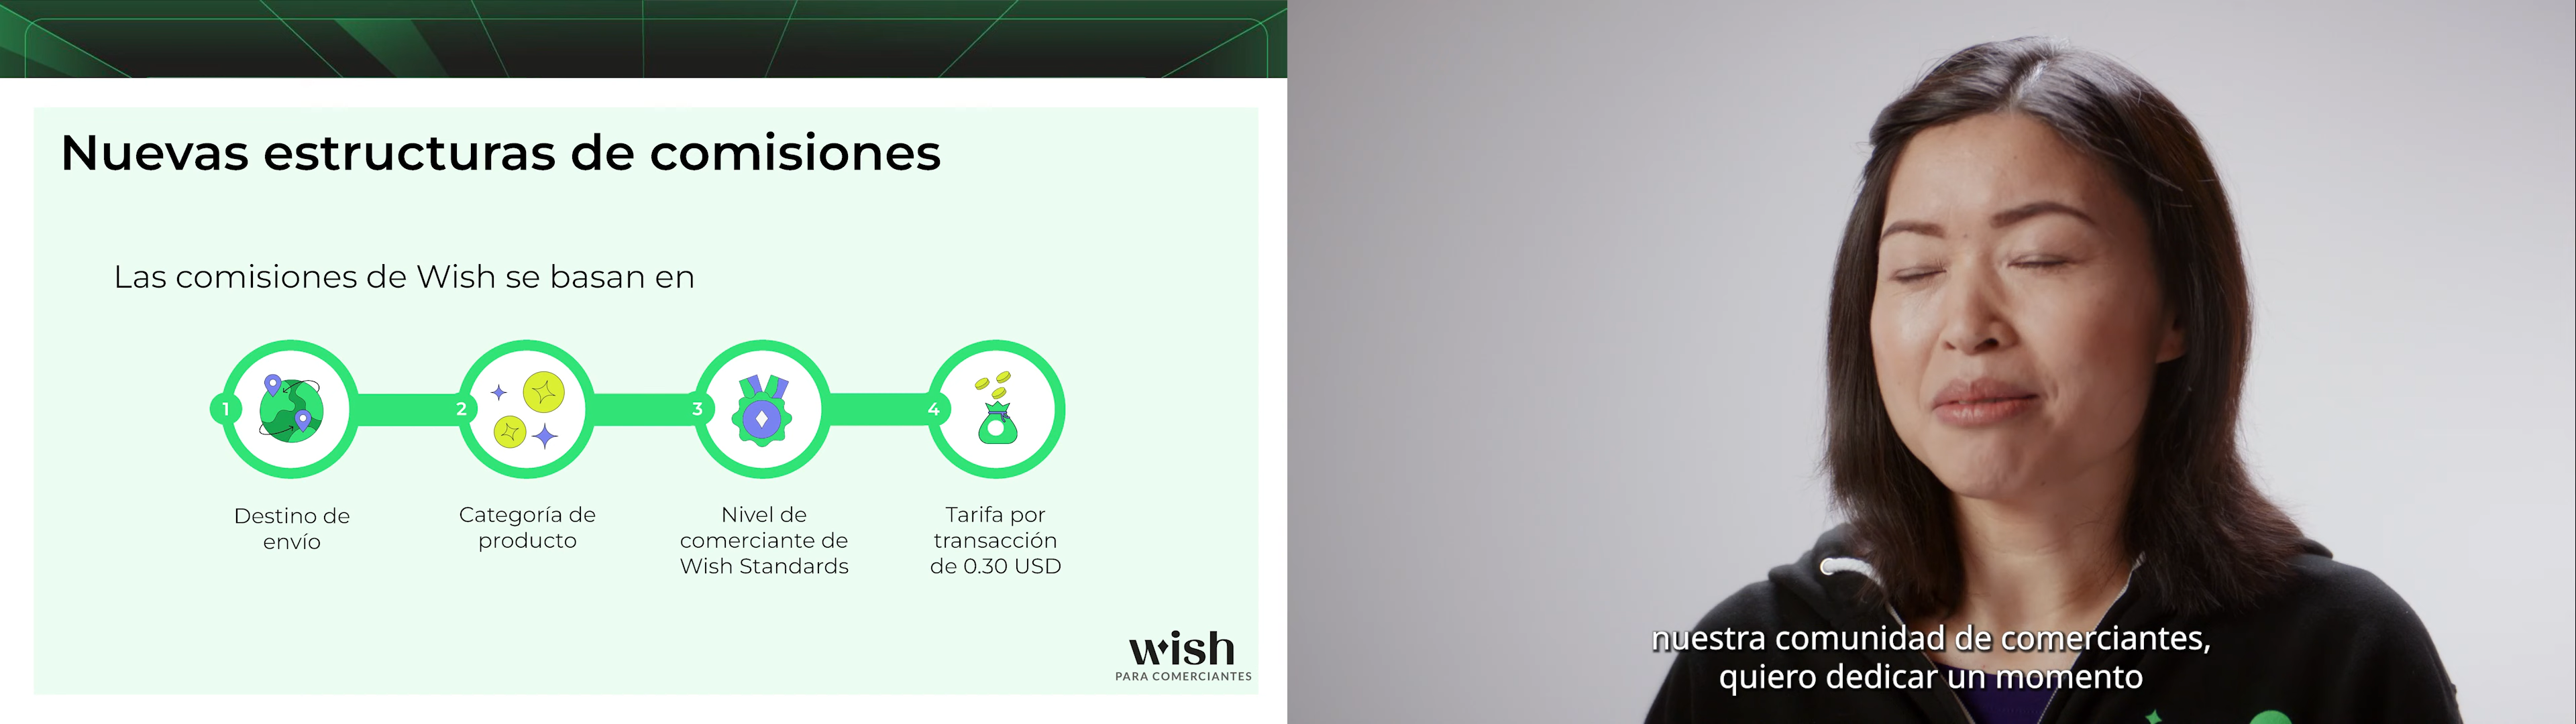 Nuevas estructuras de comisiones
Las comisiones de Wish se basan en
1
2
3
4
Destino de
envío
Categoría de
producto
Nivel de
comerciante de
Wish Standards
Tarifa por
transacción
de 0.30 USD
wish
PARA COMERCIANTES
nuestra comunidad de comerciantes,
quiero dedicar un momento